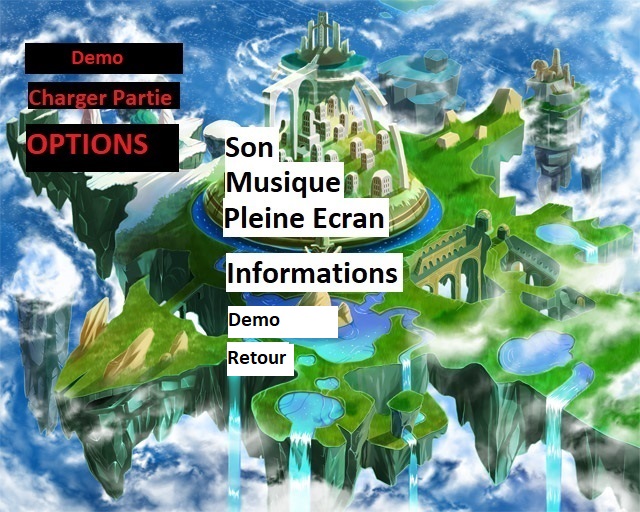 Demo
Charger Partie
OPTIONS
Son
Musique
Pleine Ecran
Informations
Demo
Retour